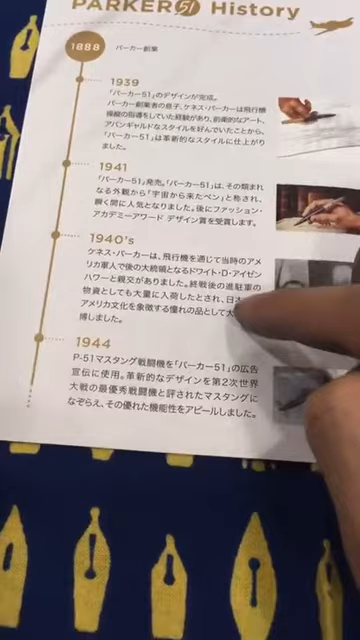 PARKER 51 History
1888 パーカー創業
1939
「パーカー51」のデザインが完成。
パーカー創業者の息子、ケネス・パーカーは飛行機
操縦の指導をしていた経験があり、前衛的なアート、
アバンギャルドなスタイルを好んでいたことから、
「パーカー51」は革新的なスタイルに仕上がり
ました。
1941
「パーカー51」発売。「パーカー51」は、その類まれ
なる外観から「宇宙から来たペン」と称され、
瞬く間に人気となりました。後にファッション・
アカデミーアワード デザイン賞を受賞します。
1940's
ケネス・パーカーは、飛行機を通じて当時のアメ
リカ軍人で後の大統領となるドワイト・D・アイゼン
ハワーと親交がありました。終戦後の進駐軍の
物資としても大量に入荷したとされ、日
アメリカ文化を象徴する憧れの品として大
博しました。
1944
P-51マスタング戦闘機を「パーカー51」の広告
宣伝に使用。革新的なデザインを第2次世界
大戦の最優秀戦闘機と評されたマスタングに
なぞらえ、その優れた機能性をアピールしました。